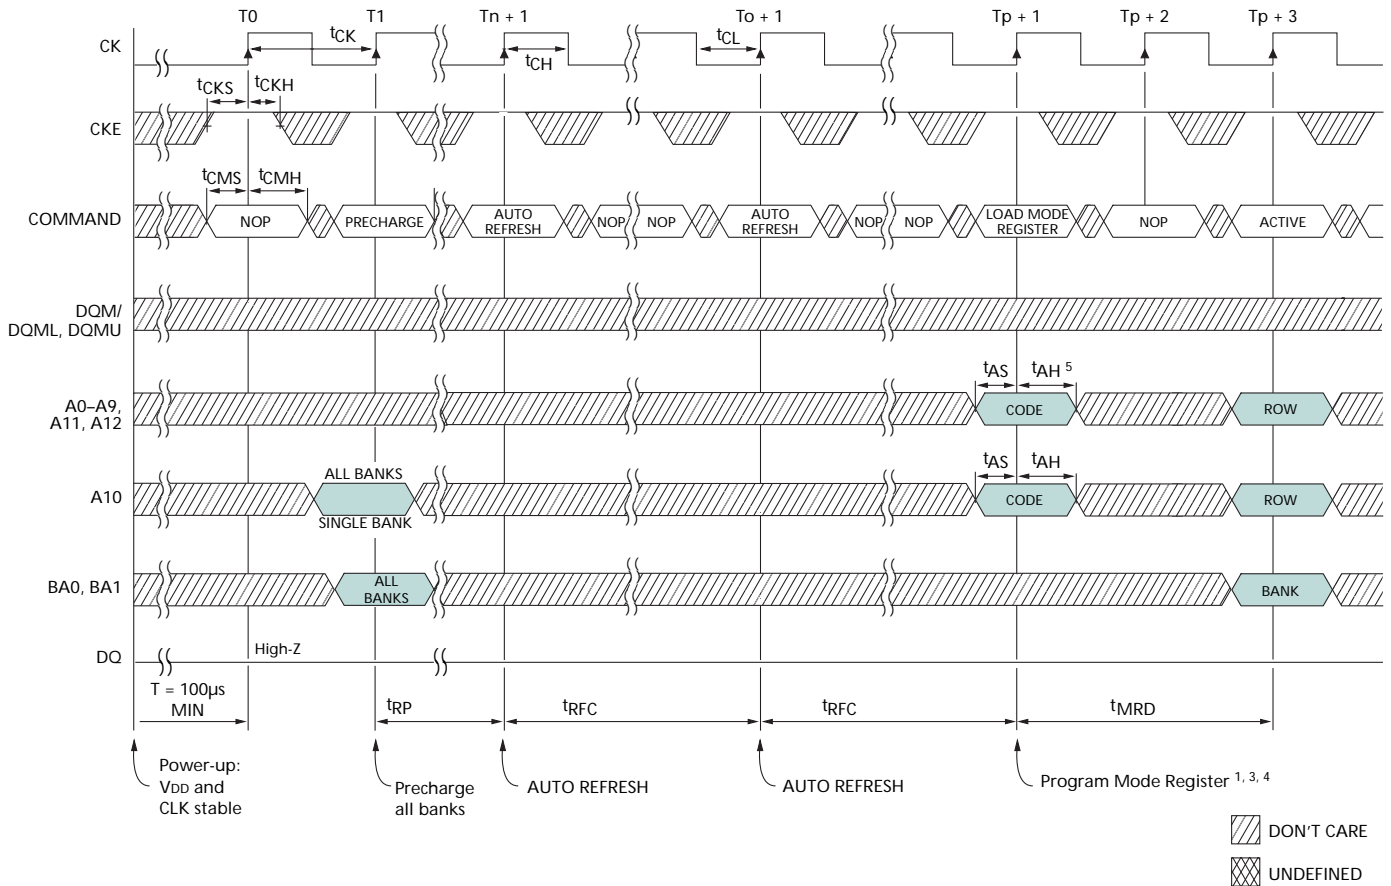 T0 T1 Tn + 1 To + 1 Tp + 1 Tp + 2 Tp + 3
CK
tCK
tCH
tCL
tCKS tCKH
CKE
tCMS tCMH
COMMAND
NOP PRECHARGE AUTO REFRESH NOP NOP AUTO REFRESH NOP NOP LOAD MODE REGISTER NOP ACTIVE
DQM/
DQML, DQMU
tAS tAH 5
A0–A9,
A11, A12
CODE ROW
ALL BANKS
tAS tAH
A10
CODE ROW
SINGLE BANK
BA0, BA1
ALL
BANKS
BANK
High-Z
DQ
T = 100µs
MIN
tRP tRFC tRFC tMRD
Power-up:
VDD and
CLK stable
Precharge
all banks
AUTO REFRESH
AUTO REFRESH
Program Mode Register 1, 3, 4
DON'T CARE
UNDEFINED